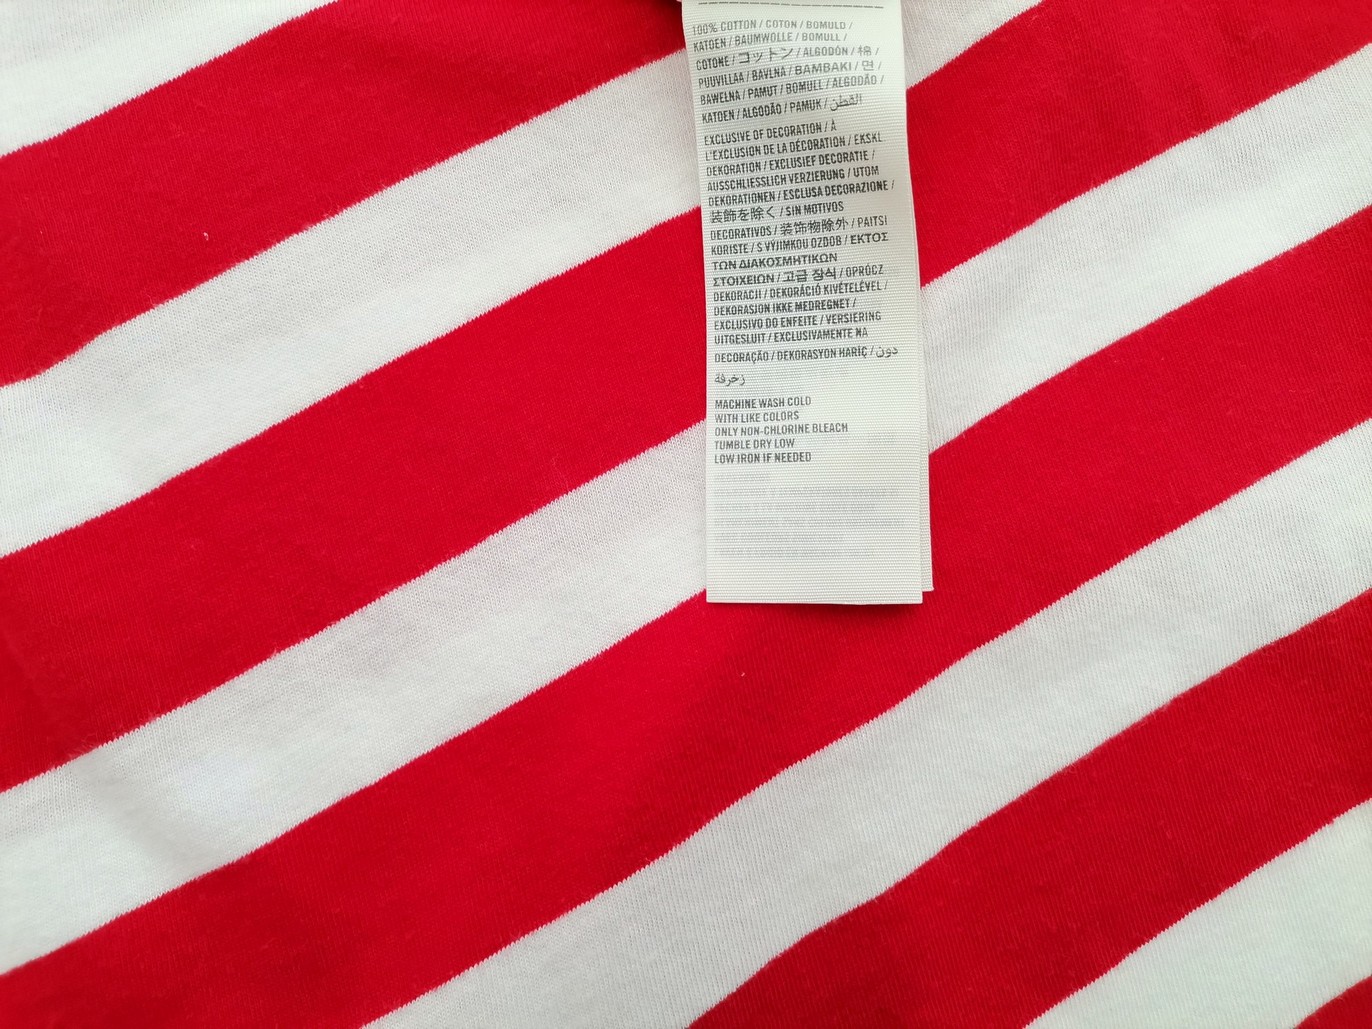 100% COTTON / COTON / BOMULD /
KATOEN / BAUMWOLLE / BOMULL /
COTONE / コットン / ALGODÓN / 棉 /
PUUVILLAA / BAVLNA / BAMBAKI / 면 /
BAWEŁNA / PAMUT / BOMULL / ALGODÃO /
KATOEN / ALGODÃO / PAMUK / القطن
EXCLUSIVE OF DECORATION / À
L'EXCLUSION DE LA DÉCORATION / EKSKL.
DEKORATION / EXCLUSIEF DECORATIE /
AUSSCHLIESSLICH VERZIERUNG / UTOM
DEKORATIONEN / ESCLUSA DECORAZIONE /
装飾を除く / SIN MOTIVOS
DECORATIVOS / 装饰物除外 / PAITSI
KORISTE / S VÝJIMKOU OZDOB / ΕΚΤΟΣ
ΤΩΝ ΔΙΑΚΟΣΜΗΤΙΚΩΝ
ΣΤΟΙΧΕΙΩΝ / 고급 장식 / OPRÓCZ
DEKORACJI / DEKORÁCIÓ KIVÉTELÉVEL /
DEKORASJON IKKE MEDREGNET /
EXCLUSIVO DO ENFEITE / VERSIERING
UITGESLUIT / EXCLUSIVAMENTE NA
DECORAÇÃO / DEKORASYON HARIÇ / دون
زخرفة
MACHINE WASH COLD
WITH LIKE COLORS
ONLY NON-CHLORINE BLEACH
TUMBLE DRY LOW
LOW IRON IF NEEDED